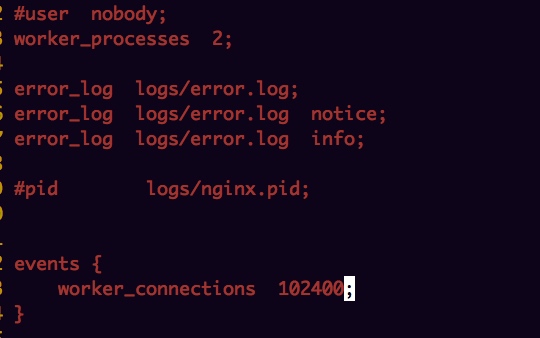 2 #user  nobody;
3 worker_processes  2;
4
5 error_log  logs/error.log;
6 error_log  logs/error.log  notice;
7 error_log  logs/error.log  info;
8
9 #pid        logs/nginx.pid;
0
1
2 events {
3     worker_connections  102400;
4 }